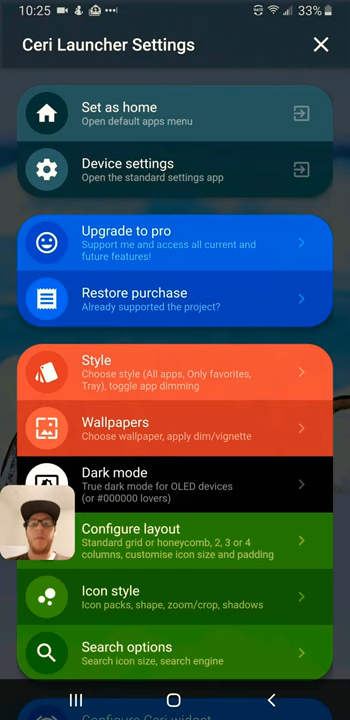 10:25
33%
Ceri Launcher Settings
Set as home
Open default apps menu
Device settings
Open the standard settings app
Upgrade to pro
Support me and access all current and
future features!
Restore purchase
Already supported the project?
Style
Choose style (All apps, Only favorites,
Tray), toggle app dimming
Wallpapers
Choose wallpaper, apply dim/vignette
Dark mode
True dark mode for OLED devices
(or #000000 lovers)
Configure layout
Standard grid or honeycomb, 2, 3 or 4
columns, customise icon size and padding
Icon style
Icon packs, shape, zoom/crop, shadows
Search options
Search icon size, search engine
Configure Ceri widget